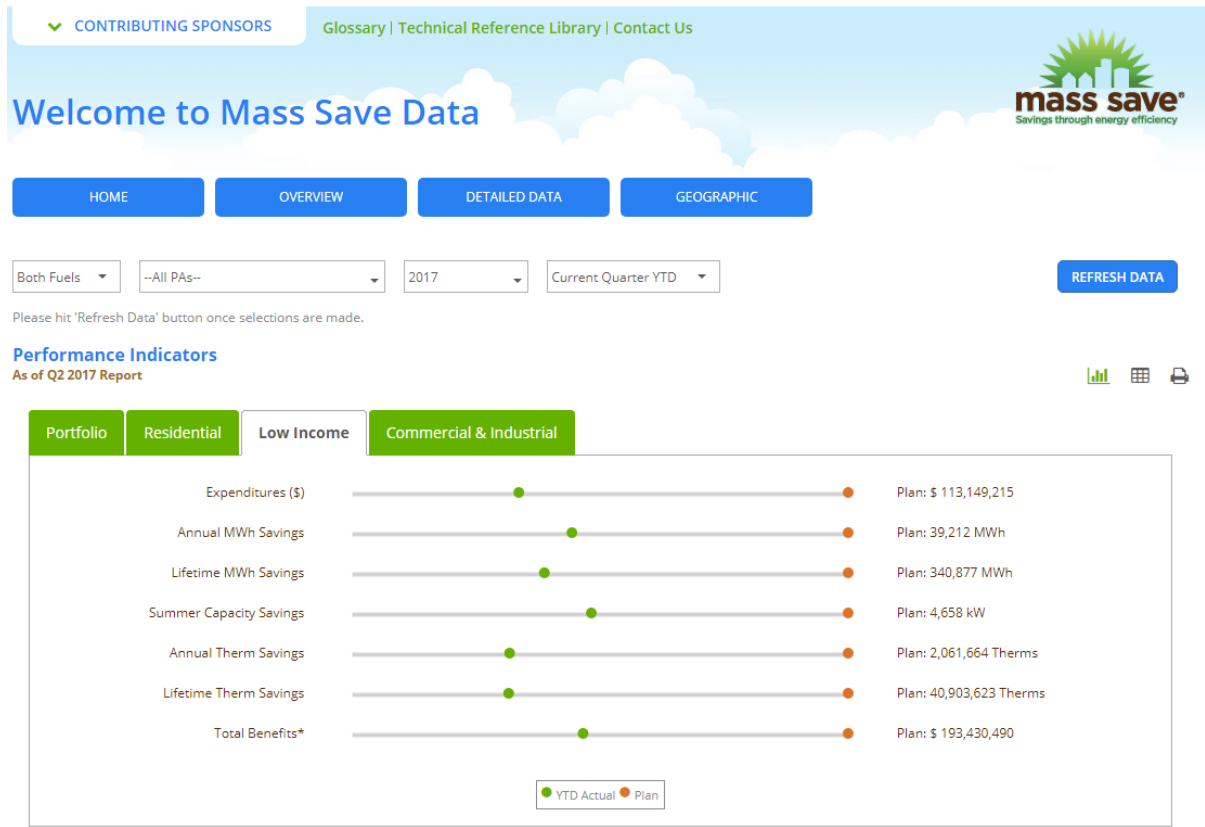 CONTRIBUTING SPONSORS
Glossary | Technical Reference Library | Contact Us
mass save®
Savings through energy efficiency
Welcome to Mass Save Data
HOME
OVERVIEW
DETAILED DATA
GEOGRAPHIC
Both Fuels
--All PAs--
2017
Current Quarter YTD
REFRESH DATA
Please hit 'Refresh Data' button once selections are made.
Performance Indicators
As of Q2 2017 Report
Portfolio
Residential
Low Income
Commercial & Industrial
Expenditures ($) Plan: $ 113,149,215
Annual MWh Savings Plan: 39,212 MWh
Lifetime MWh Savings Plan: 340,877 MWh
Summer Capacity Savings Plan: 4,658 kW
Annual Therm Savings Plan: 2,061,664 Therms
Lifetime Therm Savings Plan: 40,903,623 Therms
Total Benefits* Plan: $ 193,430,490
YTD Actual Plan